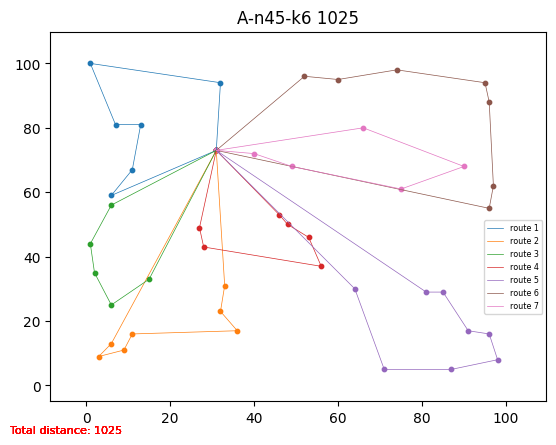 A-n45-k6 1025
100
80
60
40
20
0
0 20 40 60 80 100
route 1
route 2
route 3
route 4
route 5
route 6
route 7
Total distance: 1025